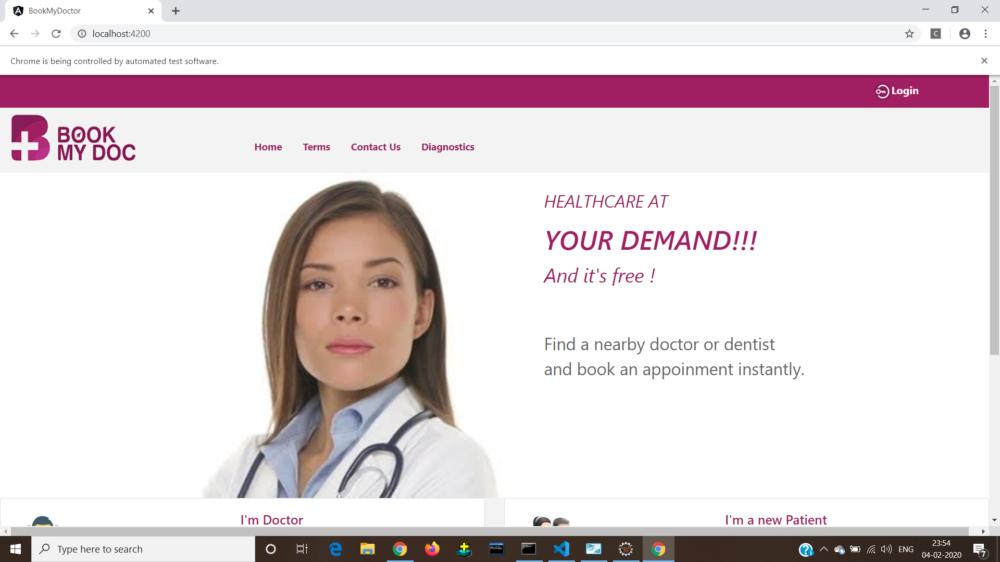 BookMyDoctor
localhost:4200
C
Chrome is being controlled by automated test software.
Login
BOOK
MY DOC
Home
Terms
Contact Us
Diagnostics
HEALTHCARE AT
YOUR DEMAND!!!
And it's free !
Find a nearby doctor or dentist
and book an appoinment instantly.
I'm Doctor
I'm a new Patient
Type here to search
ENG
23:54
04-02-2020
7